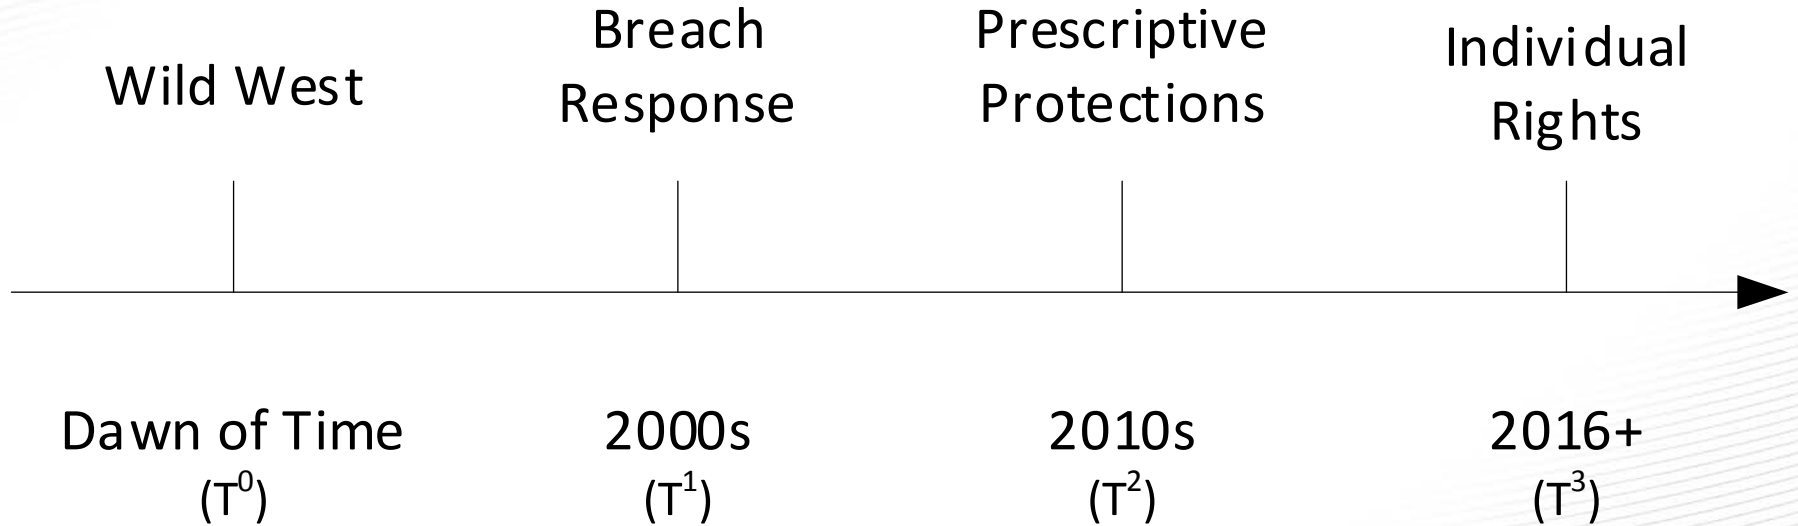 Wild West
Breach
Response
Prescriptive
Protections
Individual
Rights
Dawn of Time
(T⁰)
2000s
(T¹)
2010s
(T²)
2016+
(T³)